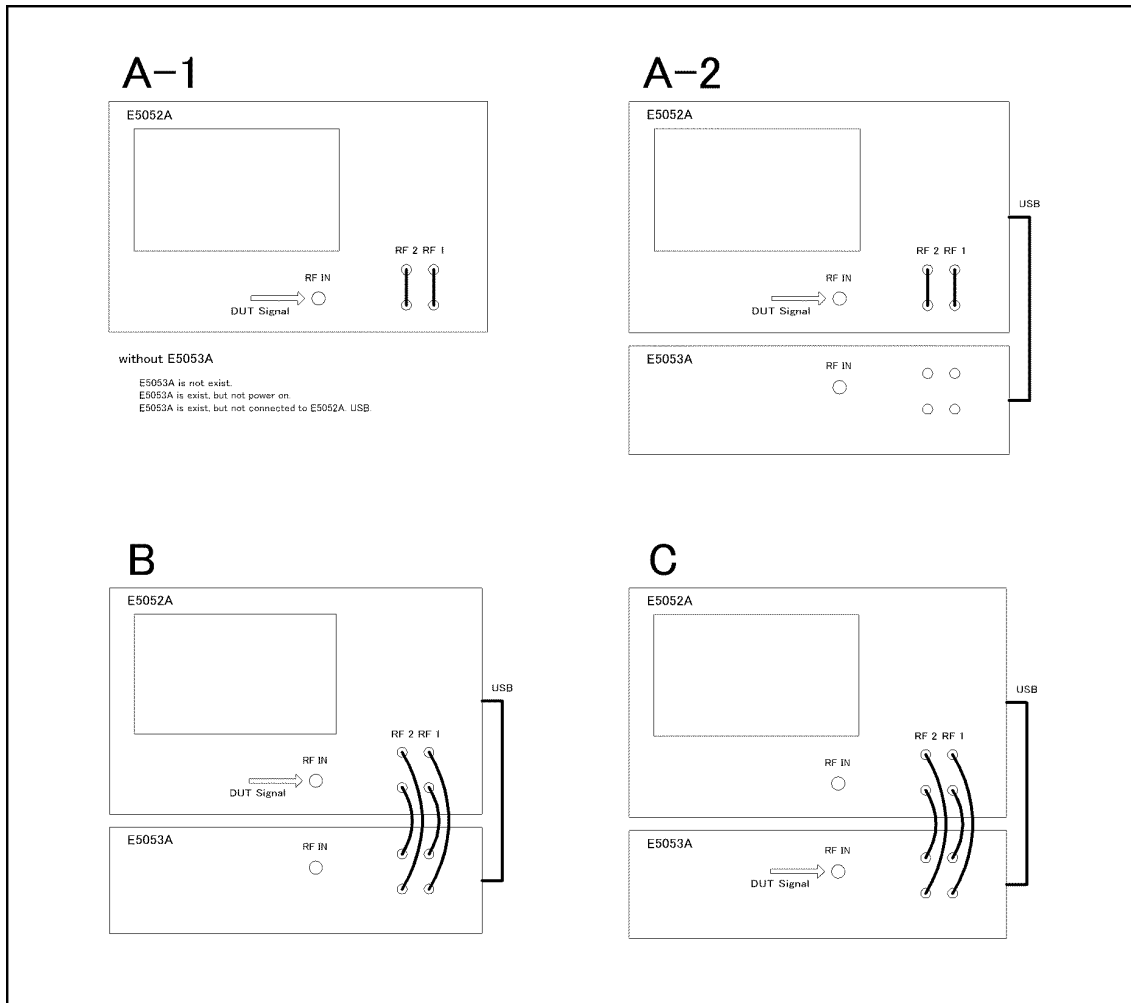 A-1
E5052A
RF 2 RF 1
RF IN
DUT Signal
without E5053A
E5053A is not exist.
E5053A is exist, but not power on.
E5053A is exist, but not connected to E5052A. USB.
A-2
E5052A
USB
RF 2 RF 1
RF IN
DUT Signal
E5053A
RF IN
B
E5052A
USB
RF 2 RF 1
RF IN
DUT Signal
E5053A
RF IN
C
E5052A
USB
RF 2 RF 1
RF IN
E5053A
RF IN
DUT Signal